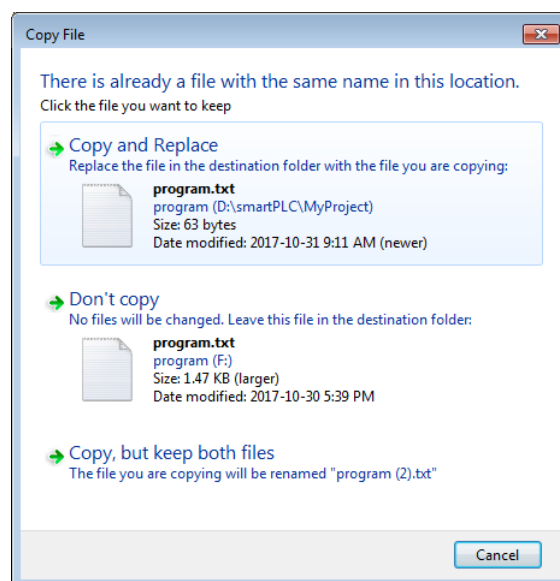 Copy File
There is already a file with the same name in this location.
Click the file you want to keep
Copy and Replace
Replace the file in the destination folder with the file you are copying:
program.txt
program (D:\smartPLC\MyProject)
Size: 63 bytes
Date modified: 2017-10-31 9:11 AM (newer)
Don't copy
No files will be changed. Leave this file in the destination folder:
program.txt
program (F:)
Size: 1.47 KB (larger)
Date modified: 2017-10-30 5:39 PM
Copy, but keep both files
The file you are copying will be renamed "program (2).txt"
Cancel